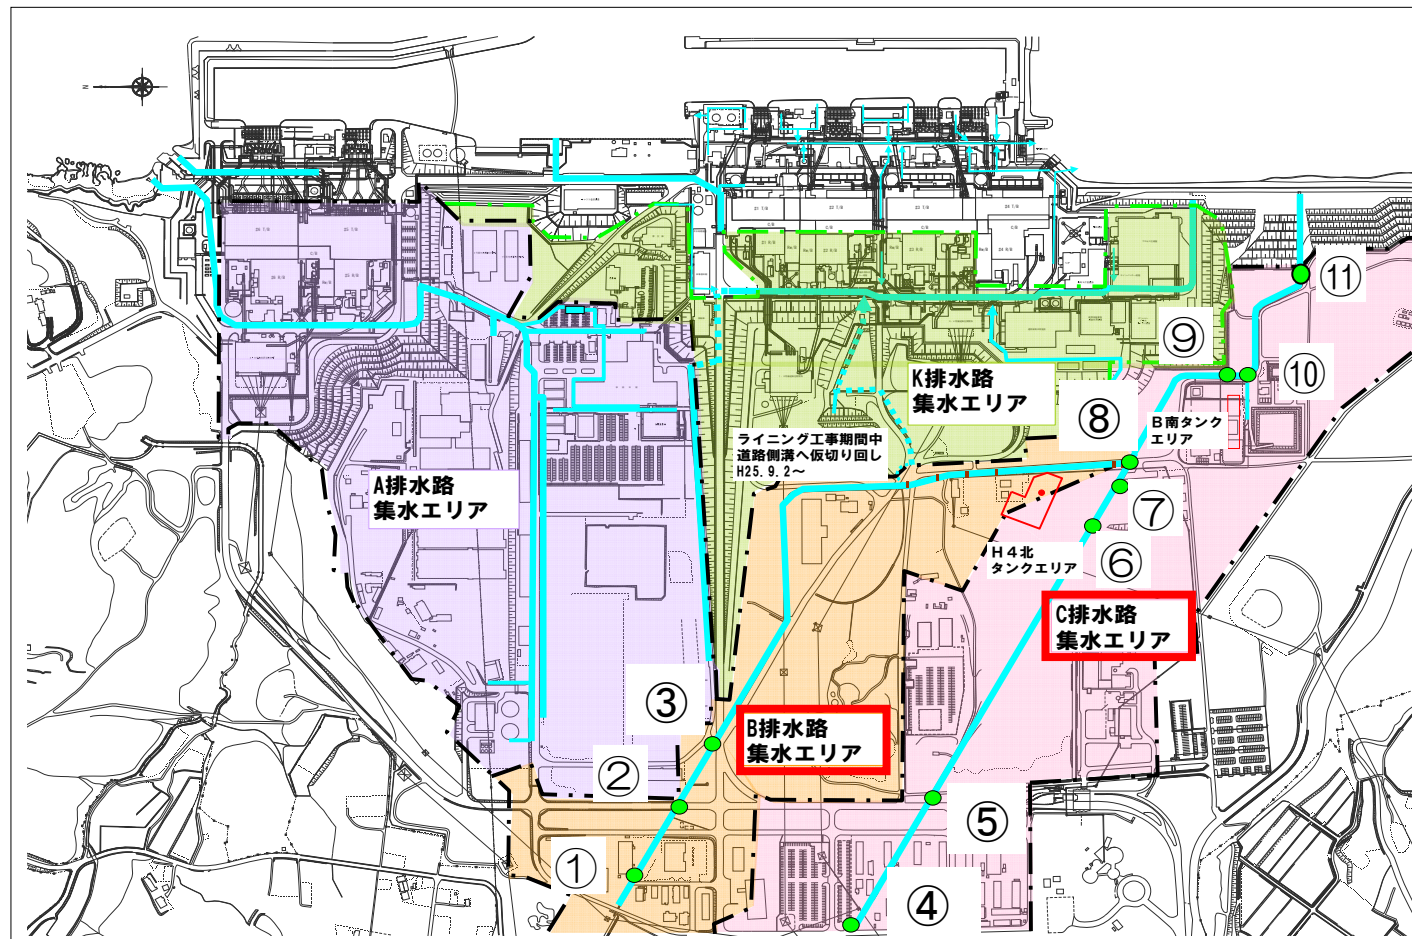 N
A排水路
集水エリア
K排水路
集水エリア
ライニング工事期間中
道路側溝へ仮切り回し
H25.9.2～
B南タンク
エリア
H4北
タンクエリア
C排水路
集水エリア
B排水路
集水エリア
①
②
③
④
⑤
⑥
⑦
⑧
⑨
⑩
⑪